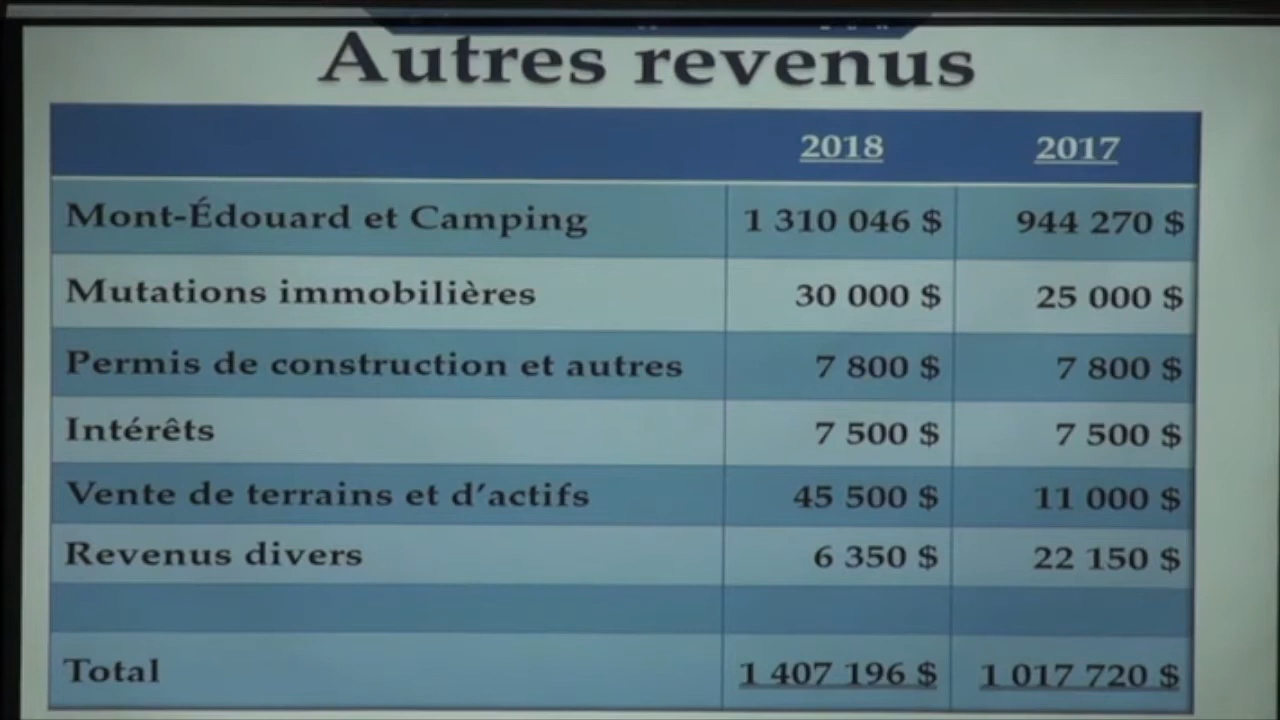 Autres revenus
2018 2017
Mont-Édouard et Camping 1 310 046 $ 944 270 $
Mutations immobilières 30 000 $ 25 000 $
Permis de construction et autres 7 800 $ 7 800 $
Intérêts 7 500 $ 7 500 $
Vente de terrains et d’actifs 45 500 $ 11 000 $
Revenus divers 6 350 $ 22 150 $
Total 1 407 196 $ 1 017 720 $